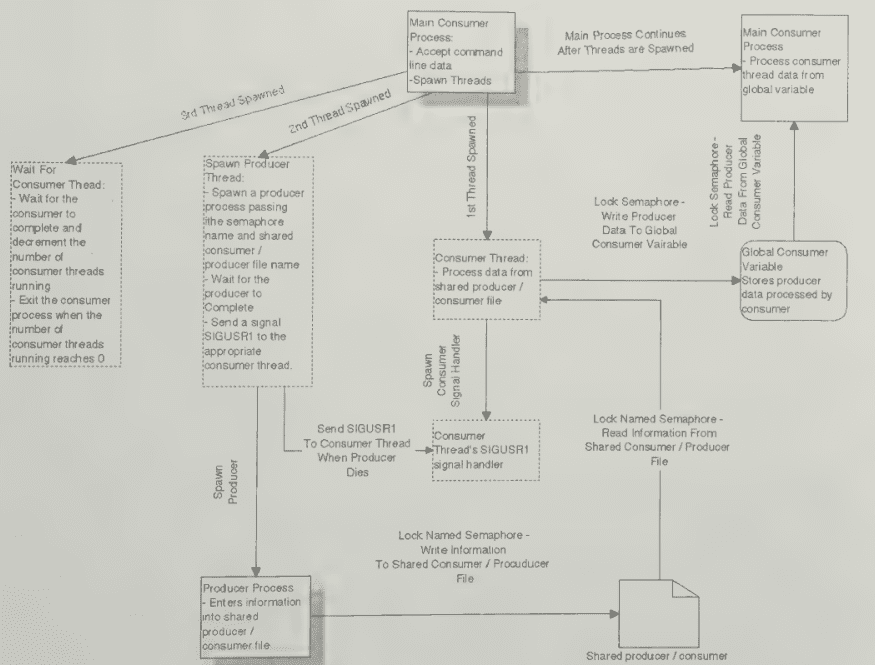 Main Consumer
Process:
- Accept command
line data
-Spawn Threads
Main Process Continues
After Threads are Spawned
Main Consumer
Process
- Process consumer
thread data from
global variable
3rd Thread Spawned
2nd Thread Spawned
1st Thread Spawned
Lock Semaphore -
Read Producer
Data From Global
Consumer Variable
Wait For
Consumer Thead:
- Wait for the
consumer to
complete and
decrement the
number of
consumer threads
running
- Exit the consumer
process when the
number of
consumer threads
running reaches 0
Spawn Producer
Thread:
- Spawn a producer
process passing
the semaphore
name and shared
consumer /
producer file name
- Wait for the
producer to
Complete
- Send a signal
SIGUSR1 to the
appropriate
consumer thread.
Lock Semaphore -
Write Producer
Data To Global
Consumer Vairable
Consumer Thread:
- Process data from
shared producer /
consumer file
Global Consumer
Variable
Stores producer
data processed by
consumer
Spawn
Consumer
Signal Handler
Send SIGUSR1
To Consumer Thread
When Producer
Dies
Consumer
Thread's SIGUSR1
signal handler
Lock Named Semaphore -
Read Information From
Shared Consumer / Producer
File
Spawn
Producer
Lock Named Semaphore -
Write Information
To Shared Consumer / Procuducer
File
Producer Process
- Enters information
into shared
producer /
consumer file
Shared producer / consumer